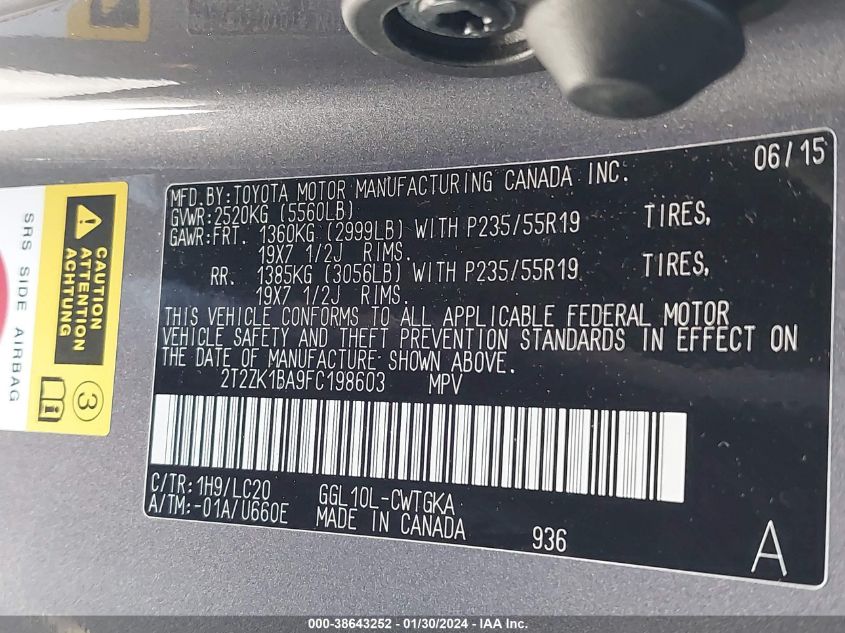 MFD.BY:TOYOTA MOTOR MANUFACTURING CANADA INC. 06/15
GVWR:2520KG (5560LB)
GAWR:FRT. 1360KG (2999LB) WITH P235/55R19 TIRES,
19X7 1/2J RIMS.
RR. 1385KG (3056LB) WITH P235/55R19 TIRES,
19X7 1/2J RIMS.
THIS VEHICLE CONFORMS TO ALL APPLICABLE FEDERAL MOTOR
VEHICLE SAFETY AND THEFT PREVENTION STANDARDS IN EFFECT ON
THE DATE OF MANUFACTURE SHOWN ABOVE.
2T2ZK1BA9FC198603 MPV
C/TR:1H9/LC20 GGL10L-CWTGKA
A/TM:-01A/U660E MADE IN CANADA 936
A
SRS SIDE AIRBAG
CAUTION
ATTENTION
ACHTUNG
3
000-38643252 - 01/30/2024 - IAA Inc.